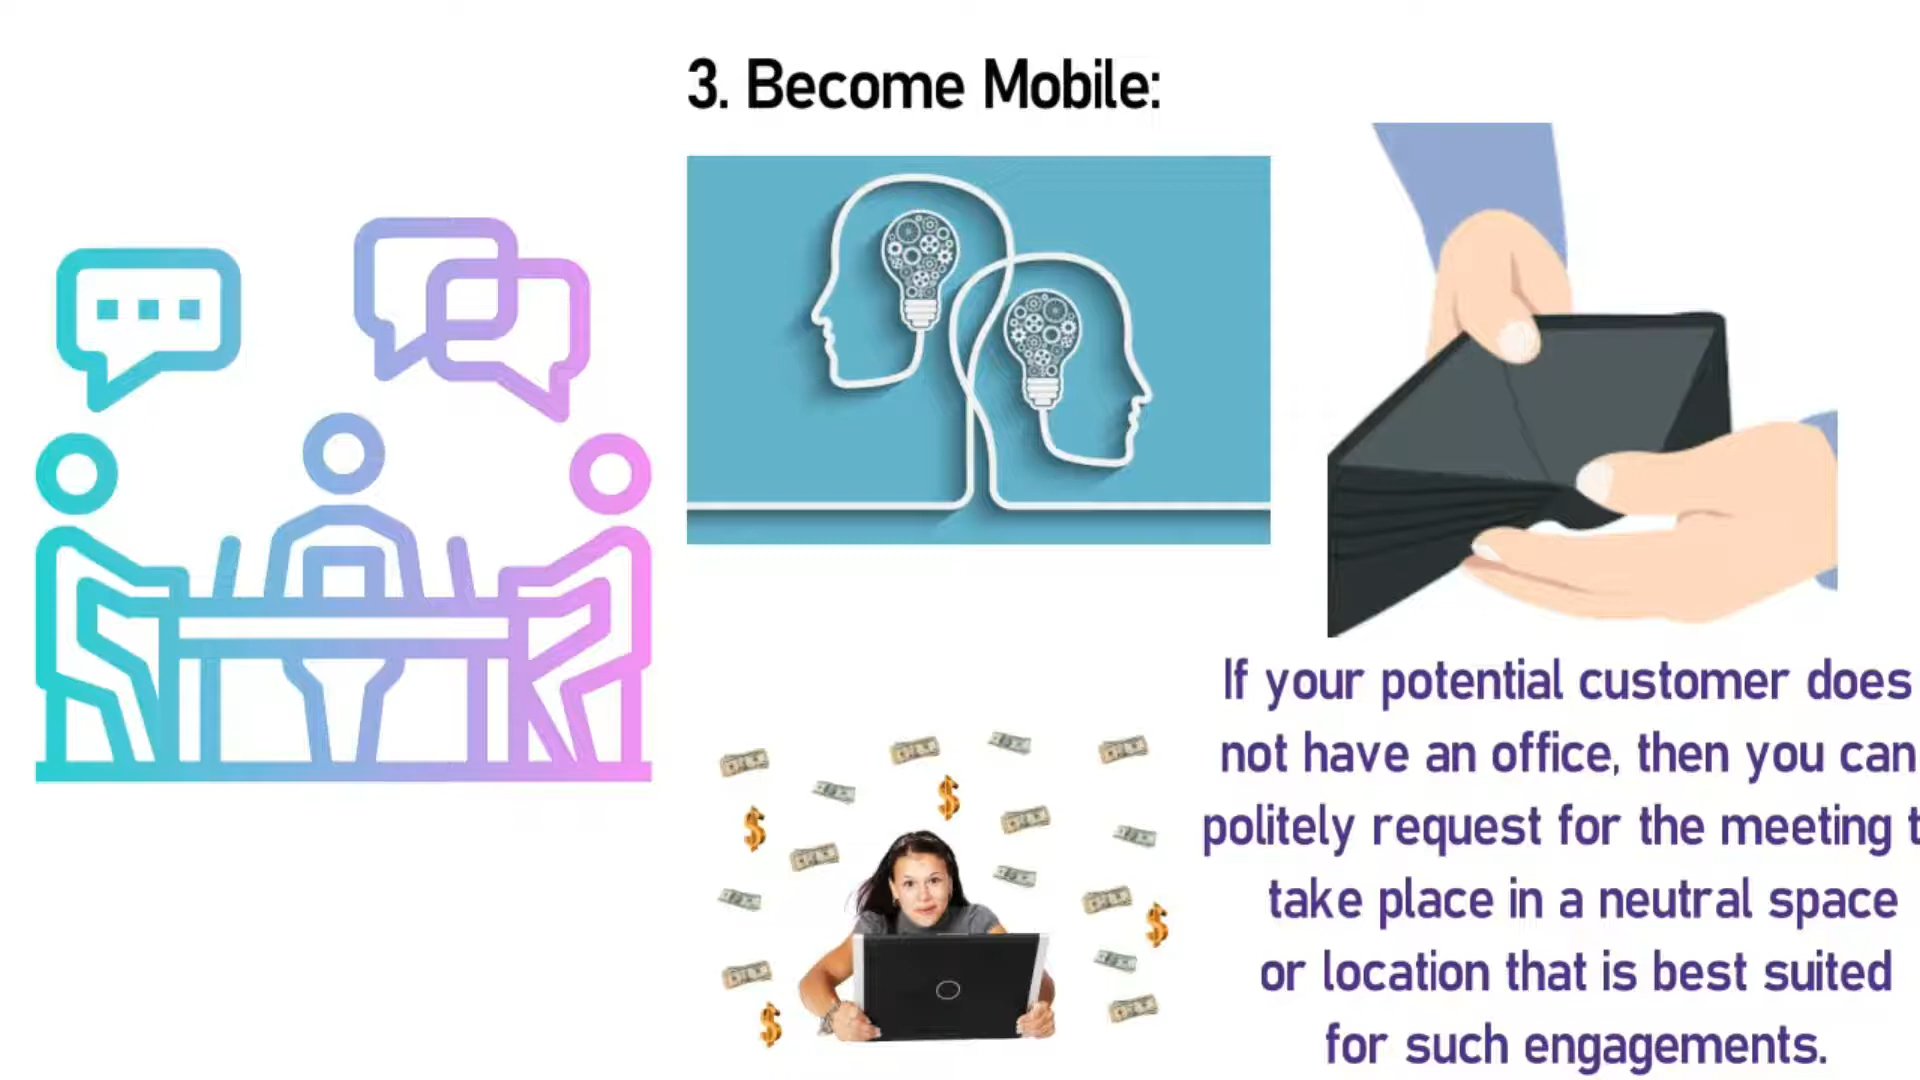 3. Become Mobile:
If your potential customer does
not have an office, then you can
politely request for the meeting t
take place in a neutral space
or location that is best suited
for such engagements.